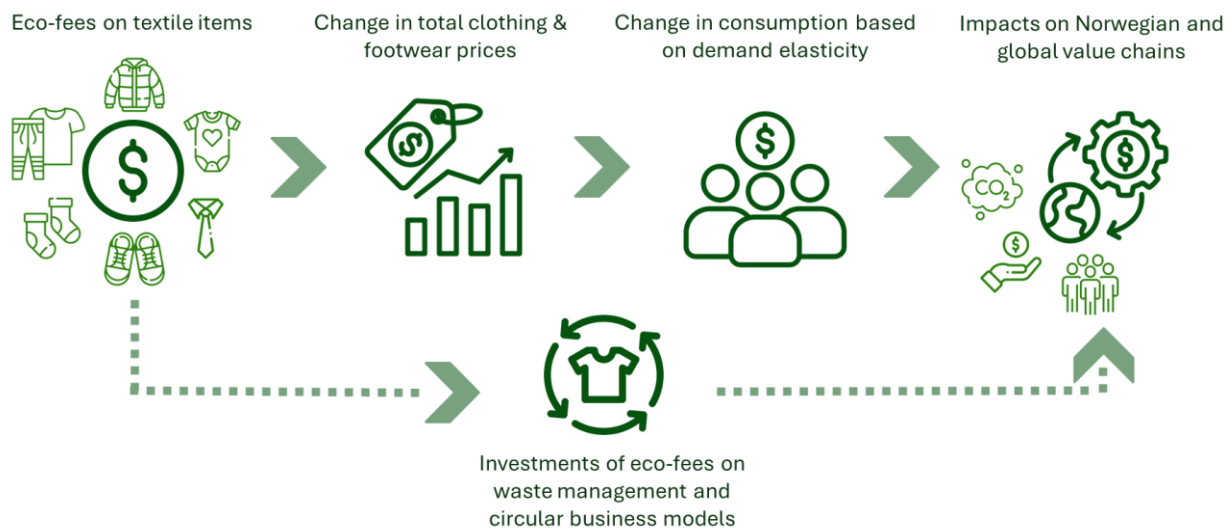 Eco-fees on textile items
Change in total clothing &
footwear prices
Change in consumption based
on demand elasticity
Impacts on Norwegian and
global value chains
$
$
$
$
CO₂
$
Investments of eco-fees on
waste management and
circular business models